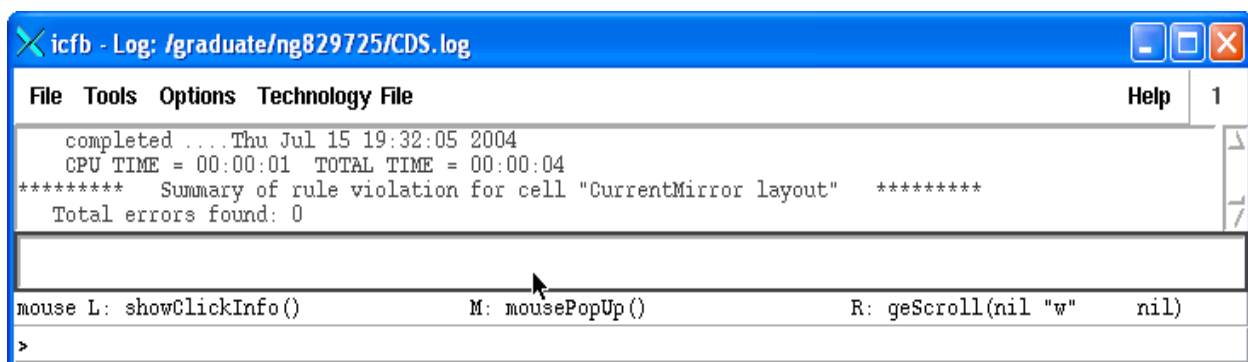 icfb - Log: /graduate/ng829725/CDS.log
File Tools Options Technology File Help 1
completed ....Thu Jul 15 19:32:05 2004
CPU TIME = 00:00:01 TOTAL TIME = 00:00:04
********* Summary of rule violation for cell "CurrentMirror layout" *********
Total errors found: 0
mouse L: showClickInfo() M: mousePopUp() R: geScroll(nil "w" nil)
>